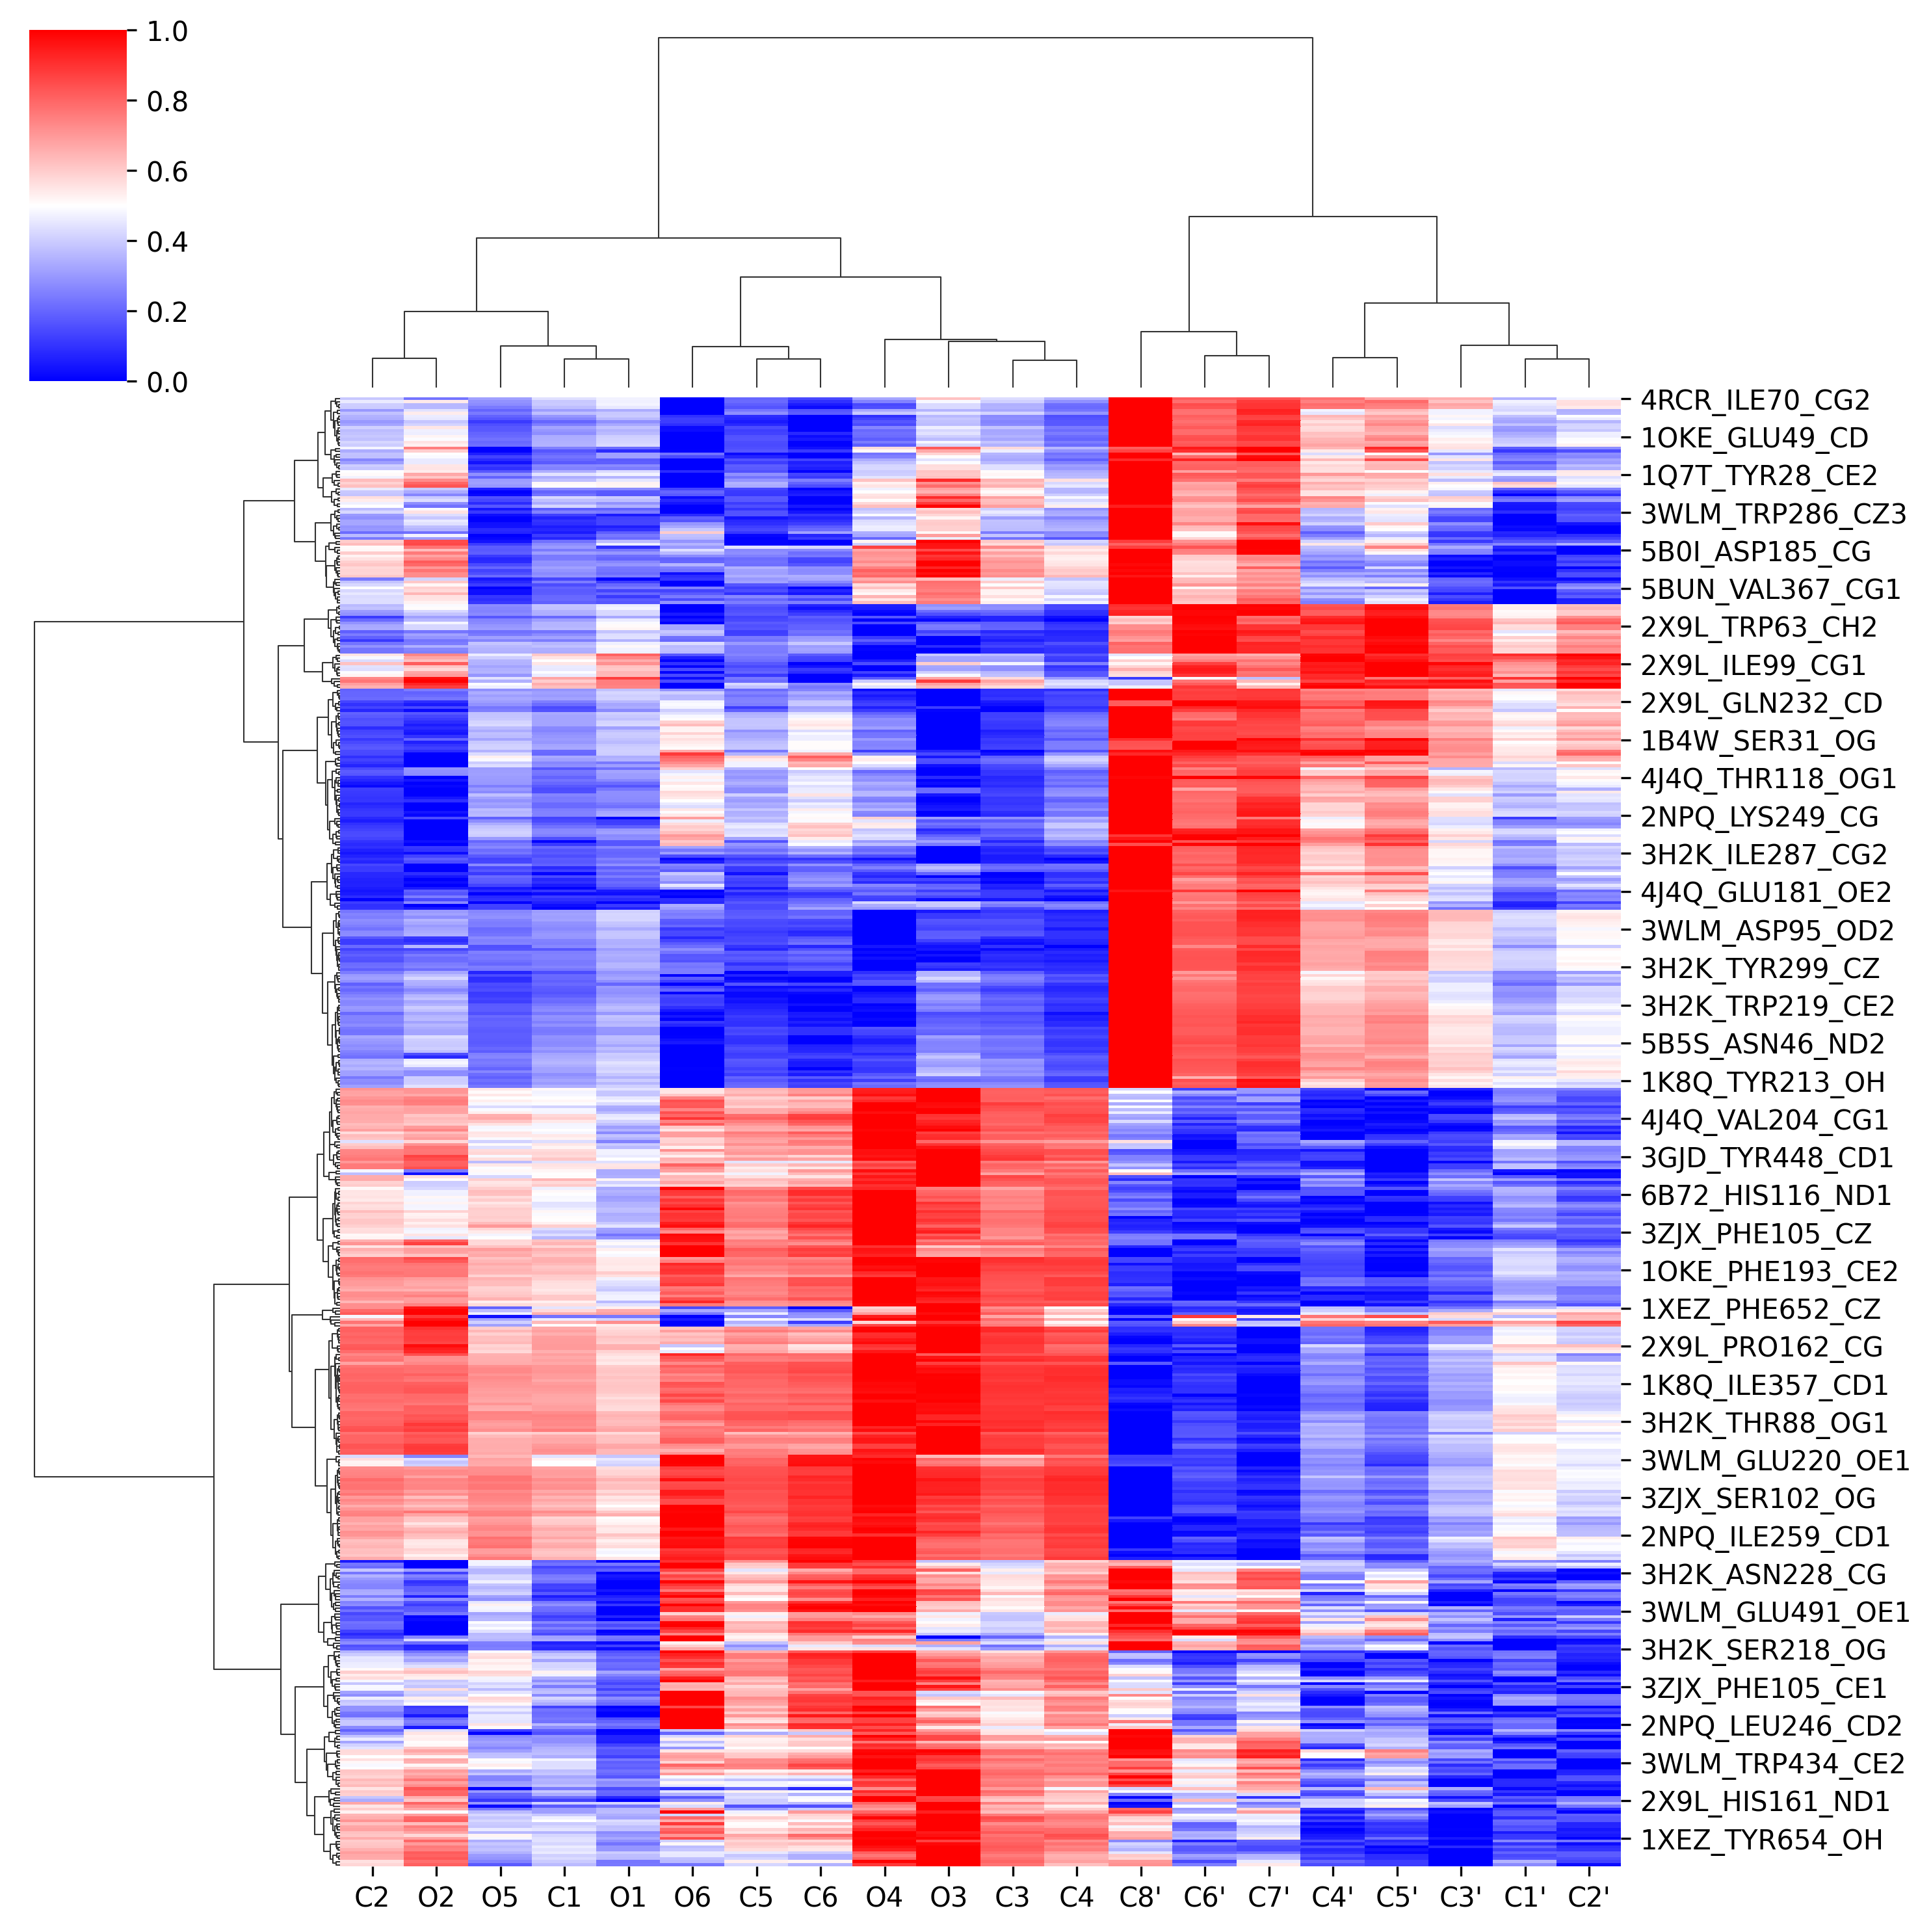 1.0
0.8
0.6
0.4
0.2
0.0
4RCR_ILE70_CG2
1OKE_GLU49_CD
1Q7T_TYR28_CE2
3WLM_TRP286_CZ3
5B0I_ASP185_CG
5BUN_VAL367_CG1
2X9L_TRP63_CH2
2X9L_ILE99_CG1
2X9L_GLN232_CD
1B4W_SER31_OG
4J4Q_THR118_OG1
2NPQ_LYS249_CG
3H2K_ILE287_CG2
4J4Q_GLU181_OE2
3WLM_ASP95_OD2
3H2K_TYR299_CZ
3H2K_TRP219_CE2
5B5S_ASN46_ND2
1K8Q_TYR213_OH
4J4Q_VAL204_CG1
3GJD_TYR448_CD1
6B72_HIS116_ND1
3ZJX_PHE105_CZ
1OKE_PHE193_CE2
1XEZ_PHE652_CZ
2X9L_PRO162_CG
1K8Q_ILE357_CD1
3H2K_THR88_OG1
3WLM_GLU220_OE1
3ZJX_SER102_OG
2NPQ_ILE259_CD1
3H2K_ASN228_CG
3WLM_GLU491_OE1
3H2K_SER218_OG
3ZJX_PHE105_CE1
2NPQ_LEU246_CD2
3WLM_TRP434_CE2
2X9L_HIS161_ND1
1XEZ_TYR654_OH
C2 O2 O5 C1 O1 O6 C5 C6 O4 O3 C3 C4 C8' C6' C7' C4' C5' C3' C1' C2'